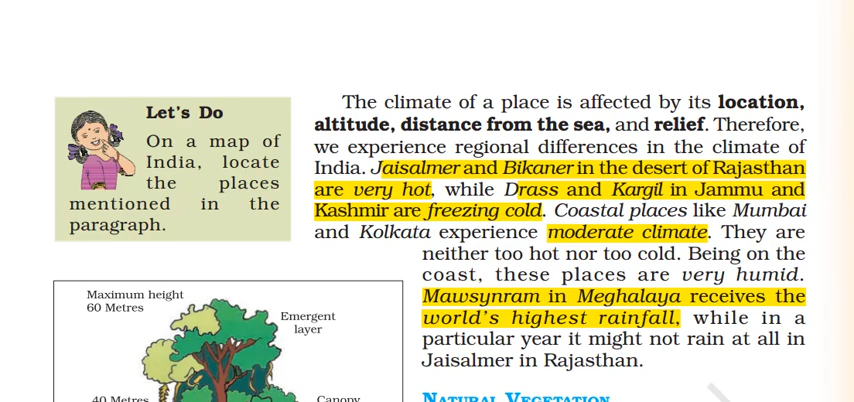 Let's Do
On a map of
India, locate
the places
mentioned in the
paragraph.
The climate of a place is affected by its location,
altitude, distance from the sea, and relief. Therefore,
we experience regional differences in the climate of
India. Jaisalmer and Bikaner in the desert of Rajasthan
are very hot, while Drass and Kargil in Jammu and
Kashmir are freezing cold. Coastal places like Mumbai
and Kolkata experience moderate climate. They are
neither too hot nor too cold. Being on the
coast, these places are very humid.
Mawsynram in Meghalaya receives the
world's highest rainfall, while in a
particular year it might not rain at all in
Jaisalmer in Rajasthan.
Maximum height
60 Metres
Emergent
layer
40 Metres
Canopy
Natural Vegetation